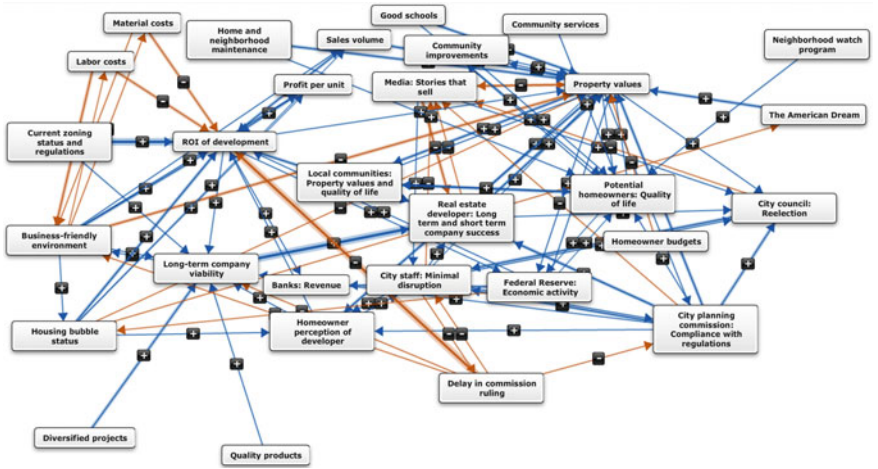 Good schools
Material costs
Home and
neighborhood
maintenance
Community services
Sales volume
Community
improvements
Neighborhood watch
program
Labor costs
Media: Stories that
sell
Profit per unit
Property values
The American Dream
Current zoning
status and
regulations
ROI of development
Local communities:
Property values and
quality of life
Potential
homeowners: Quality
of life
Real estate
developer: Long
term and short term
company success
City council:
Reelection
Business-friendly
environment
Homeowner budgets
Long-term company
viability
Banks: Revenue
City staff: Minimal
disruption
Federal Reserve:
Economic activity
Housing bubble
status
Homeowner
perception of
developer
City planning
commission:
Compliance with
regulations
Delay in commission
ruling
Diversified projects
Quality products